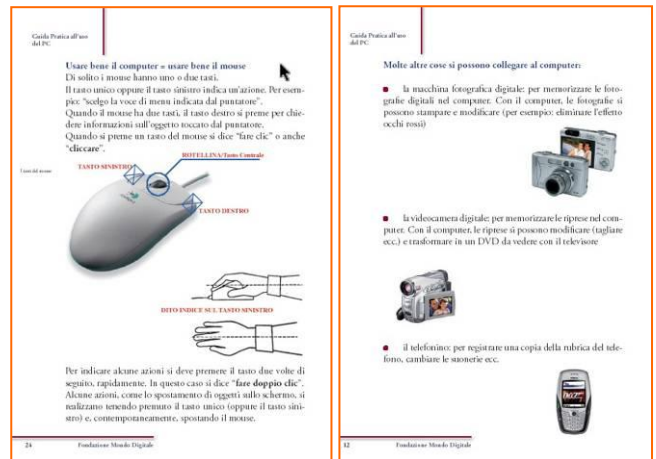 Guida Pratica all'uso
del PC
Usare bene il computer = usare bene il mouse
Di solito i mouse hanno uno o due tasti.
Il tasto unico oppure il tasto sinistro indica un'azione. Per esem-
pio: "scelgo la voce di menu indicata dal puntatore".
Quando il mouse ha due tasti, il tasto destro si preme per chie-
dere informazioni sull'oggetto toccato dal puntatore.
Quando si preme un tasto del mouse si dice "fare clic" o anche
"cliccare".
ROTELLINA/Tasto Centrale
TASTO SINISTRO
I tasti del mouse
TASTO DESTRO
DITO INDICE SUL TASTO SINISTRO
Per indicare alcune azioni si deve premere il tasto due volte di
seguito, rapidamente. In questo caso si dice "fare doppio clic".
Alcune azioni, come lo spostamento di oggetti sullo schermo, si
realizzano tenendo premuto il tasto unico (oppure il tasto sini-
stro) e, contemporaneamente, spostando il mouse.
24
Fondazione Mondo Digitale
Guida Pratica all'uso
del PC
Molte altre cose si possono collegare al computer:
la macchina fotografica digitale: per memorizzare le foto-
grafie digitali nel computer. Con il computer, le fotografie si
possono stampare e modificare (per esempio: eliminare l'effetto
occhi rossi)
la videocamera digitale: per memorizzare le riprese nel com-
puter. Con il computer, le riprese si possono modificare (tagliare
ecc.) e trasformare in un DVD da vedere con il televisore
il telefonino: per registrare una copia della rubrica del tele-
fono, cambiare le suonerie ecc.
12
Fondazione Mondo Digitale